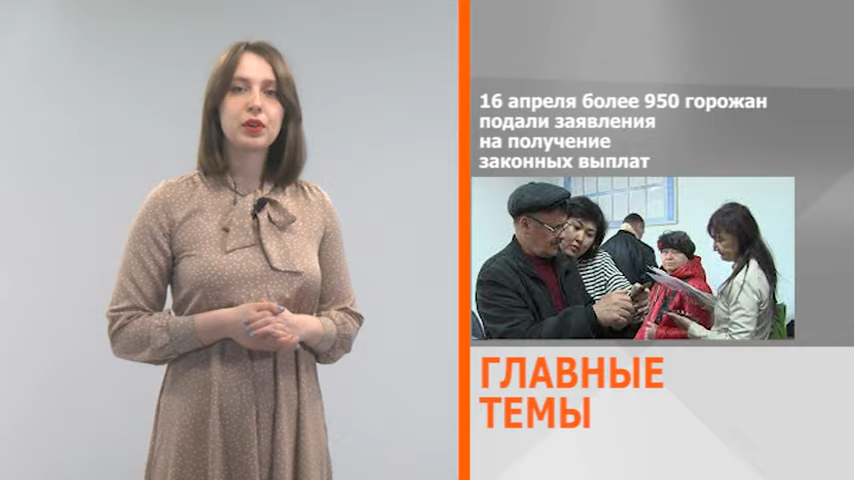 16 апреля более 950 горожан
подали заявления
на получение
законных выплат
ГЛАВНЫЕ
ТЕМЫ